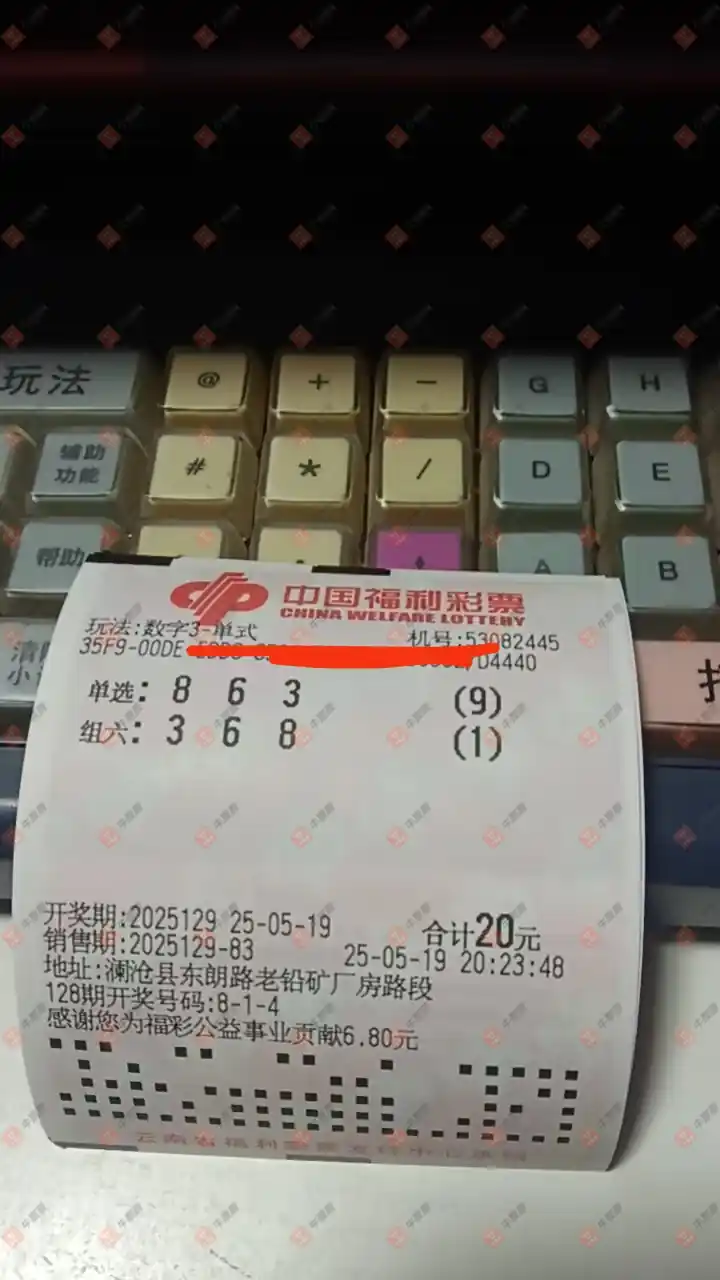 玩法 @ + - G H
辅助功能 # * / D E
帮助 A B
中国福利彩票
CHINA WELFARE LOTTERY
玩法:数字3-单式 机号:53082445
35F9-00DE- /D4440
单选: 8 6 3 (9)
组六: 3 6 8 (1)
开奖期:2025129 25-05-19 合计20元
销售期:2025129-83 25-05-19 20:23:48
地址:澜沧县东朗路老铅矿厂房路段
128期开奖号码:8-1-4
感谢您为福彩公益事业贡献6.80元